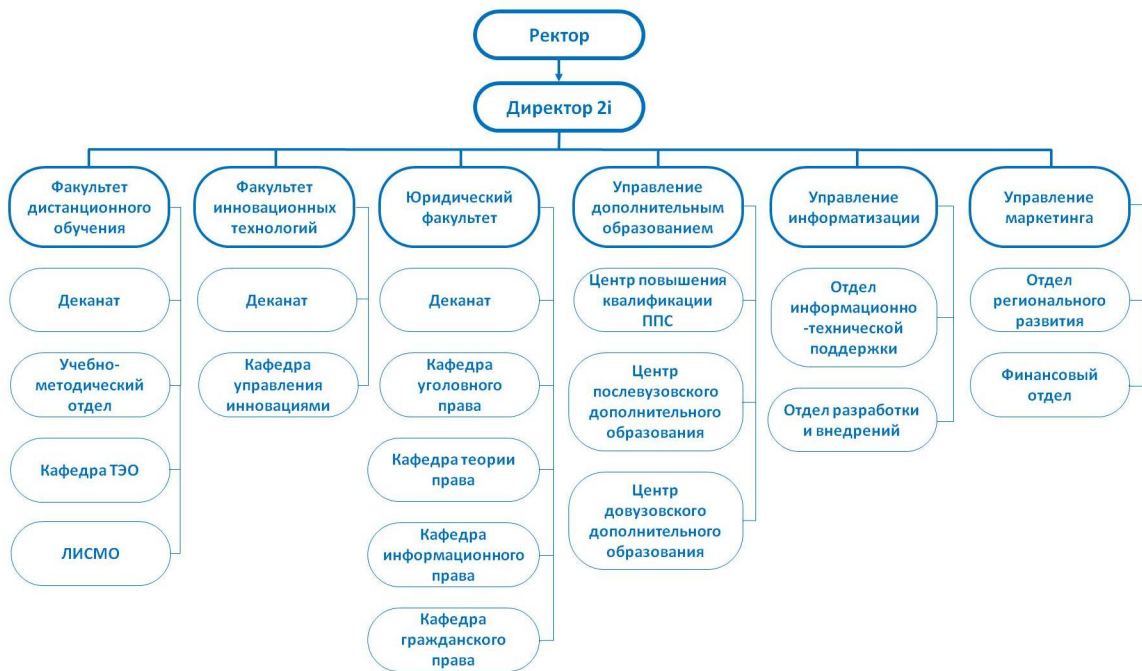 Ректор
Директор 2i
Факультет
дистанционного
обучения
Деканат
Учебно-
методический
отдел
Кафедра ТЭО
ЛИСМО
Факультет
инновационных
технологий
Деканат
Кафедра
управления
инновациями
Юридический
факультет
Деканат
Кафедра
уголовного
права
Кафедра теории
права
Кафедра
информационного
права
Кафедра
гражданского
права
Управление
дополнительным
образованием
Центр повышения
квалификации
ППС
Центр
послевузовского
дополнительного
образования
Центр
довузовского
дополнительного
образования
Управление
информатизации
Отдел
информационно
-технической
поддержки
Отдел разработки
и внедрений
Управление
маркетинга
Отдел
регионального
развития
Финансовый
отдел